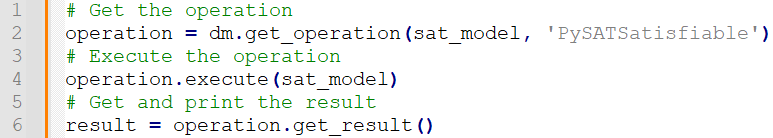 1 # Get the operation
2 operation = dm.get_operation(sat_model, 'PySATSatisfiable')
3 # Execute the operation
4 operation.execute(sat_model)
5 # Get and print the result
6 result = operation.get_result()